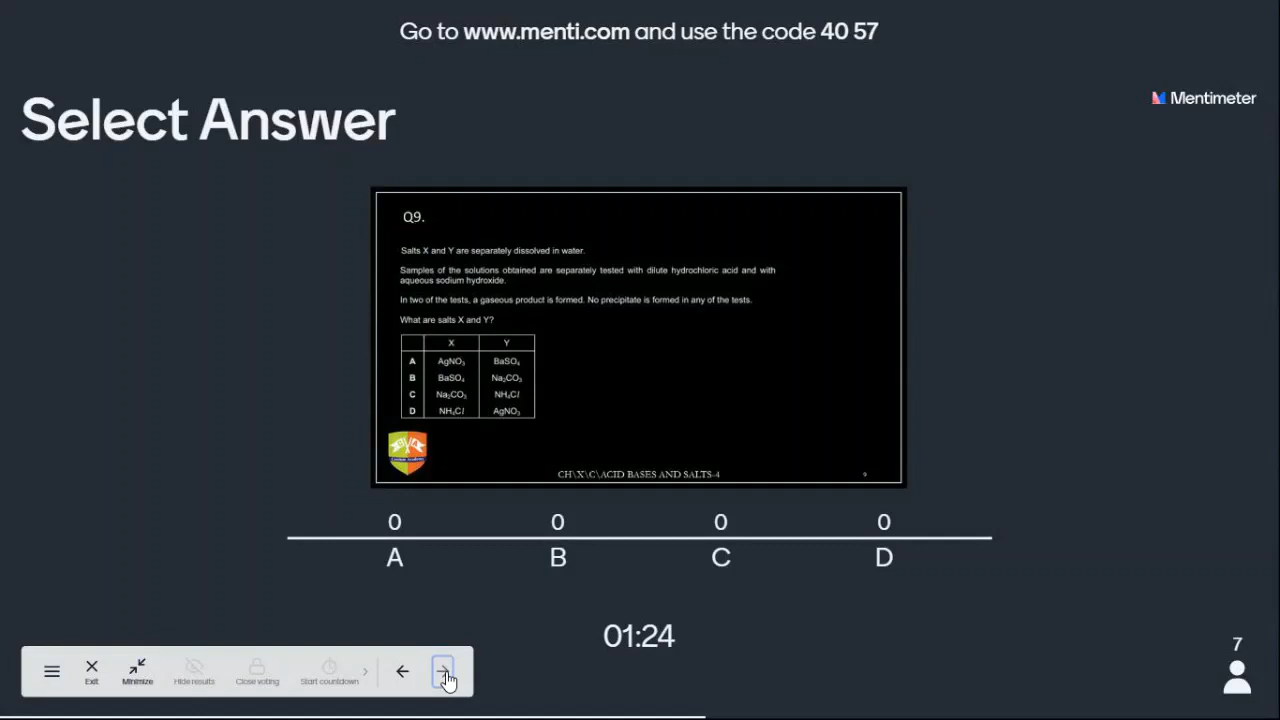 Go to www.menti.com and use the code 40 57
Select Answer
Mentimeter
Q9.
Salts X and Y are separately dissolved in water.
Samples of the solutions obtained are separately tested with dilute hydrochloric acid and with
aqueous sodium hydroxide.
In two of the tests, a gaseous product is formed. No precipitate is formed in any of the tests.
What are salts X and Y?
X Y
A AgNO₃ BaSO₄
B BaSO₄ Na₂CO₃
C Na₂CO₃ NH₄Cl
D NH₄Cl AgNO₃
CH\X\C\ACID BASES AND SALTS-4
9
0 0 0 0
A B C D
01:24
7
Exit Minimize Hide results Close voting Start countdown